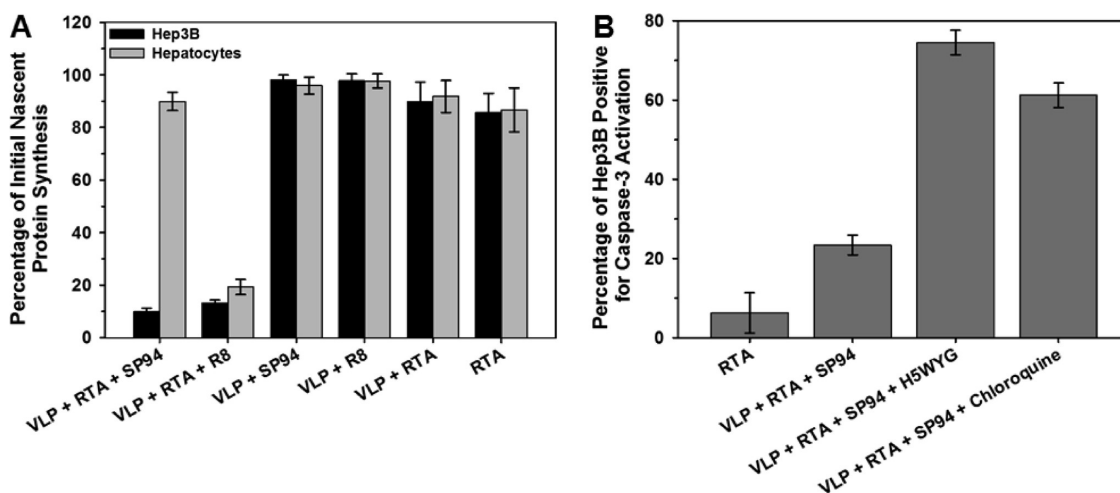 A
Percentage of Initial Nascent
Protein Synthesis
120
100
80
60
40
20
0
Hep3B
Hepatocytes
VLP + RTA + SP94
VLP + RTA + R8
VLP + SP94
VLP + R8
VLP + RTA
RTA
B
Percentage of Hep3B Positive
for Caspase-3 Activation
80
60
40
20
0
RTA
VLP + RTA + SP94
VLP + RTA + SP94 + H5WYG
VLP + RTA + SP94 + Chloroquine